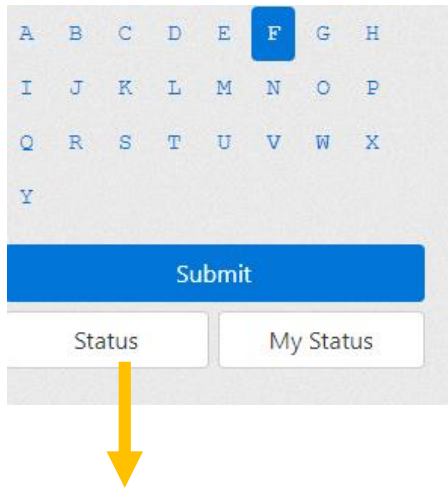 A B C D E F G H
I J K L M N O P
Q R S T U V W X
Y
Submit
Status My Status